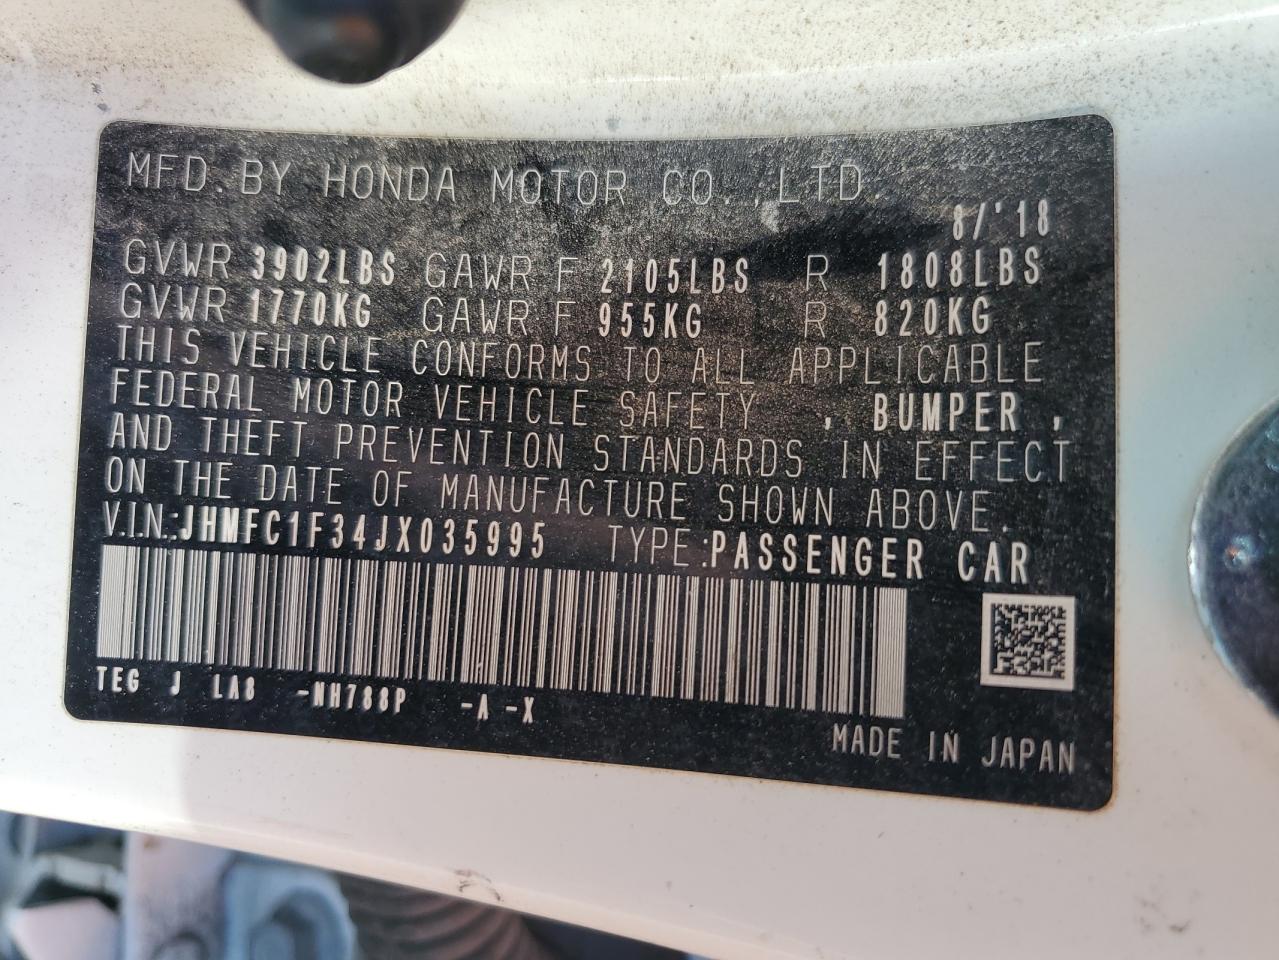 MFD. BY HONDA MOTOR CO., LTD.
8/'18
GVWR 3902LBS GAWR F 2105LBS R 1808LBS
GVWR 1770KG GAWR F 955KG R 820KG
THIS VEHICLE CONFORMS TO ALL APPLICABLE
FEDERAL MOTOR VEHICLE SAFETY , BUMPER ,
AND THEFT PREVENTION STANDARDS IN EFFECT
ON THE DATE OF MANUFACTURE SHOWN ABOVE.
V.I.N.:JHMFC1F34JX035995 TYPE:PASSENGER CAR
TEG J LA8 -NH788P -A -X
MADE IN JAPAN